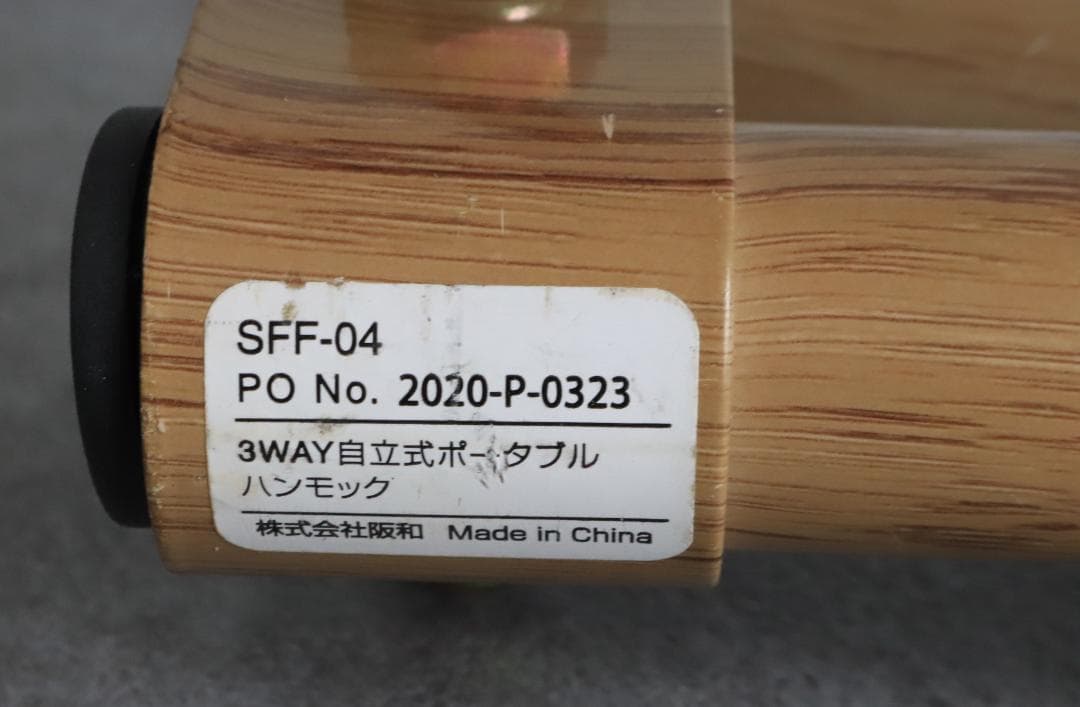 SFF-04
PO No. 2020-P-0323
3WAY自立式ポータブル
ハンモック
株式会社阪和 Made in China